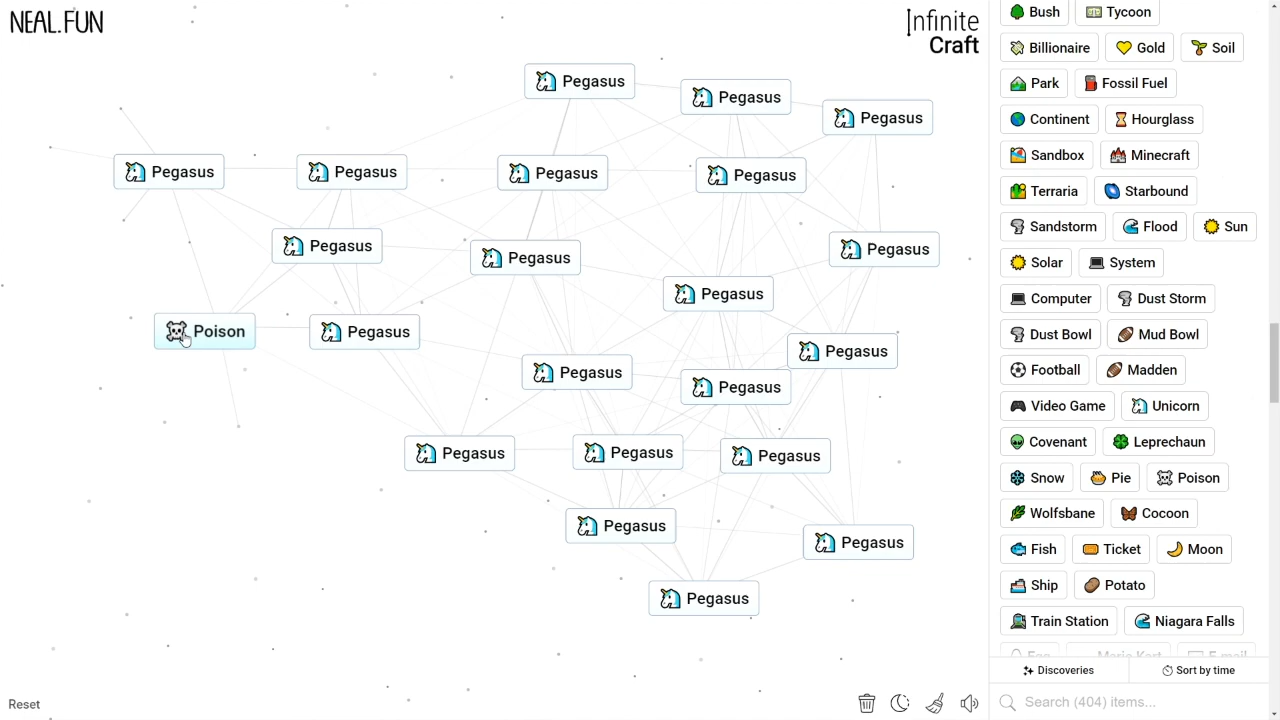 NEAL.FUN
Infinite
Craft
Pegasus
Pegasus
Pegasus
Pegasus
Pegasus
Pegasus
Pegasus
Pegasus
Pegasus
Pegasus
Pegasus
Poison
Pegasus
Pegasus
Pegasus
Pegasus
Pegasus
Pegasus
Pegasus
Pegasus
Pegasus
Pegasus
Reset
Bush Tycoon
Billionaire Gold Soil
Park Fossil Fuel
Continent Hourglass
Sandbox Minecraft
Terraria Starbound
Sandstorm Flood Sun
Solar System
Computer Dust Storm
Dust Bowl Mud Bowl
Football Madden
Video Game Unicorn
Covenant Leprechaun
Snow Pie Poison
Wolfsbane Cocoon
Fish Ticket Moon
Ship Potato
Train Station Niagara Falls
Mario Kart E-mail
Discoveries Sort by time
Search (404) items...